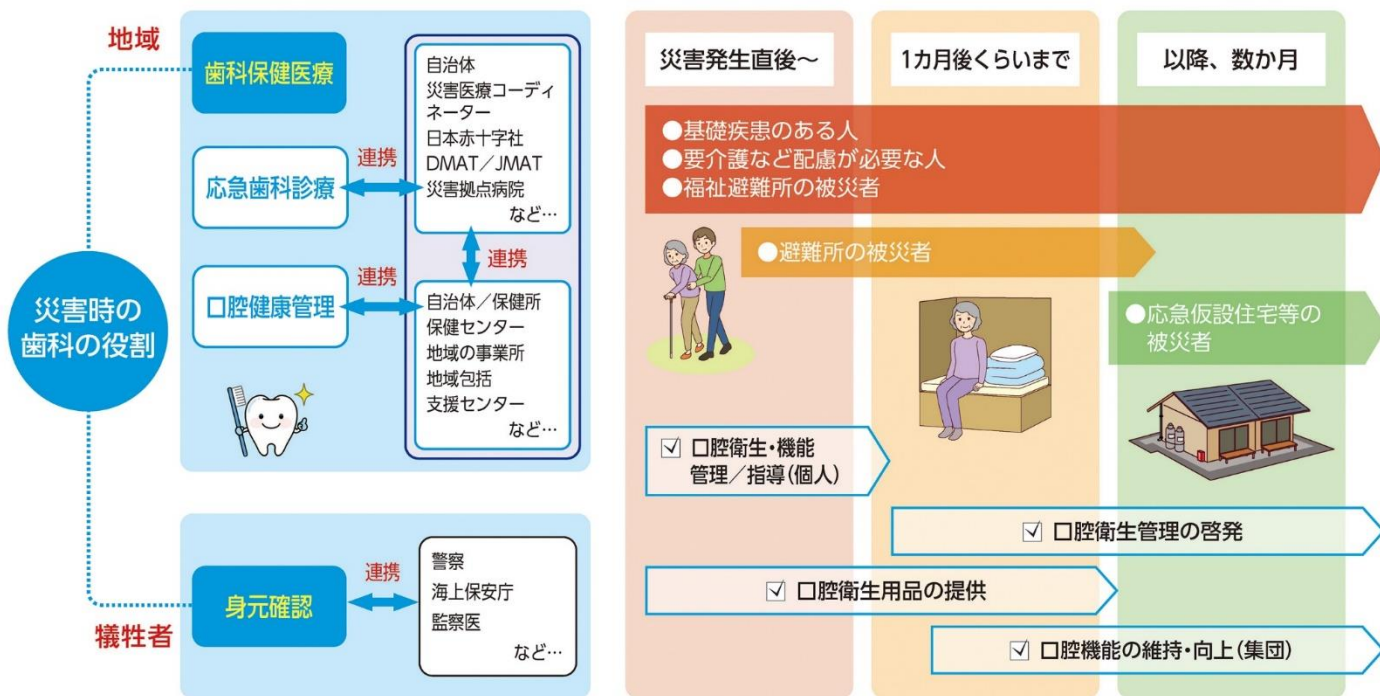 地域
歯科保健医療
自治体
災害医療コーディ
ネーター
日本赤十字社
DMAT／JMAT
災害拠点病院
など…
連携
応急歯科診療
連携
連携
口腔健康管理
自治体／保健所
保健センター
地域の事業所
地域包括
支援センター
など…
災害時の
歯科の役割
身元確認
連携
警察
海上保安庁
監察医
など…
犠牲者
災害発生直後～
1カ月後くらいまで
以降、数か月
●基礎疾患のある人
●要介護など配慮が必要な人
●福祉避難所の被災者
●避難所の被災者
●応急仮設住宅等の
被災者
口腔衛生・機能
管理／指導(個人)
口腔衛生管理の啓発
口腔衛生用品の提供
口腔機能の維持・向上(集団)